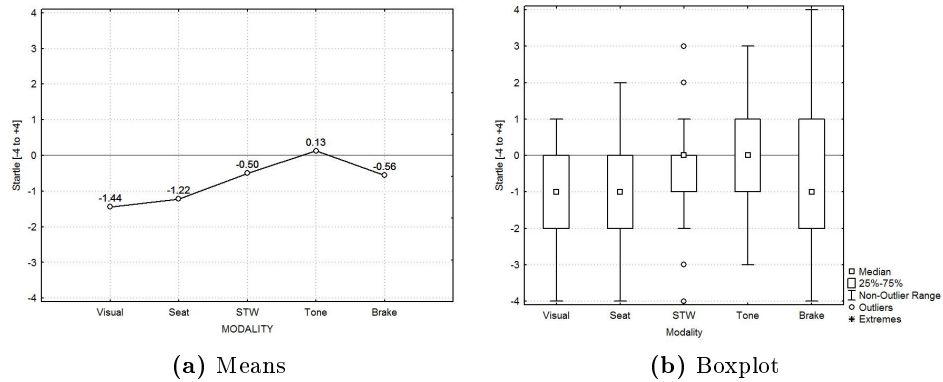 4
3
2
1
0
-1
-2
-3
-4
Startle [-4 to +4]
-1.44
-1.22
-0.50
0.13
-0.56
Visual Seat STW Tone Brake
MODALITY
(a) Means
4
3
2
1
0
-1
-2
-3
-4
Startle [-4 to +4]
Visual Seat STW Tone Brake
Modality
Median
25%-75%
Non-Outlier Range
Outliers
Extremes
(b) Boxplot